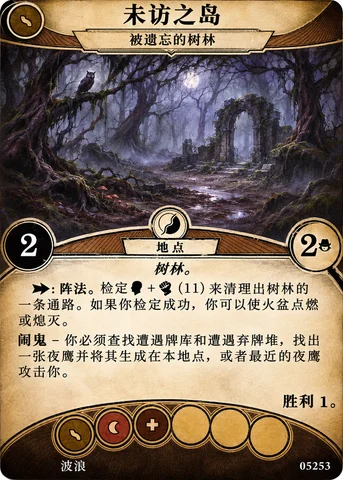 未访之岛
被遗忘的树林
2
地点
2
树林。
: 阵法。检定 + (11) 来清理出树林的
一条通路。如果你检定成功,你可以使火盆点燃
或熄灭。
闹鬼 – 你必须查找遭遇牌库和遭遇弃牌堆,找出
一张夜鹰并将其生成在本地点,或者最近的夜鹰
攻击你。
胜利 1。
波浪
05253